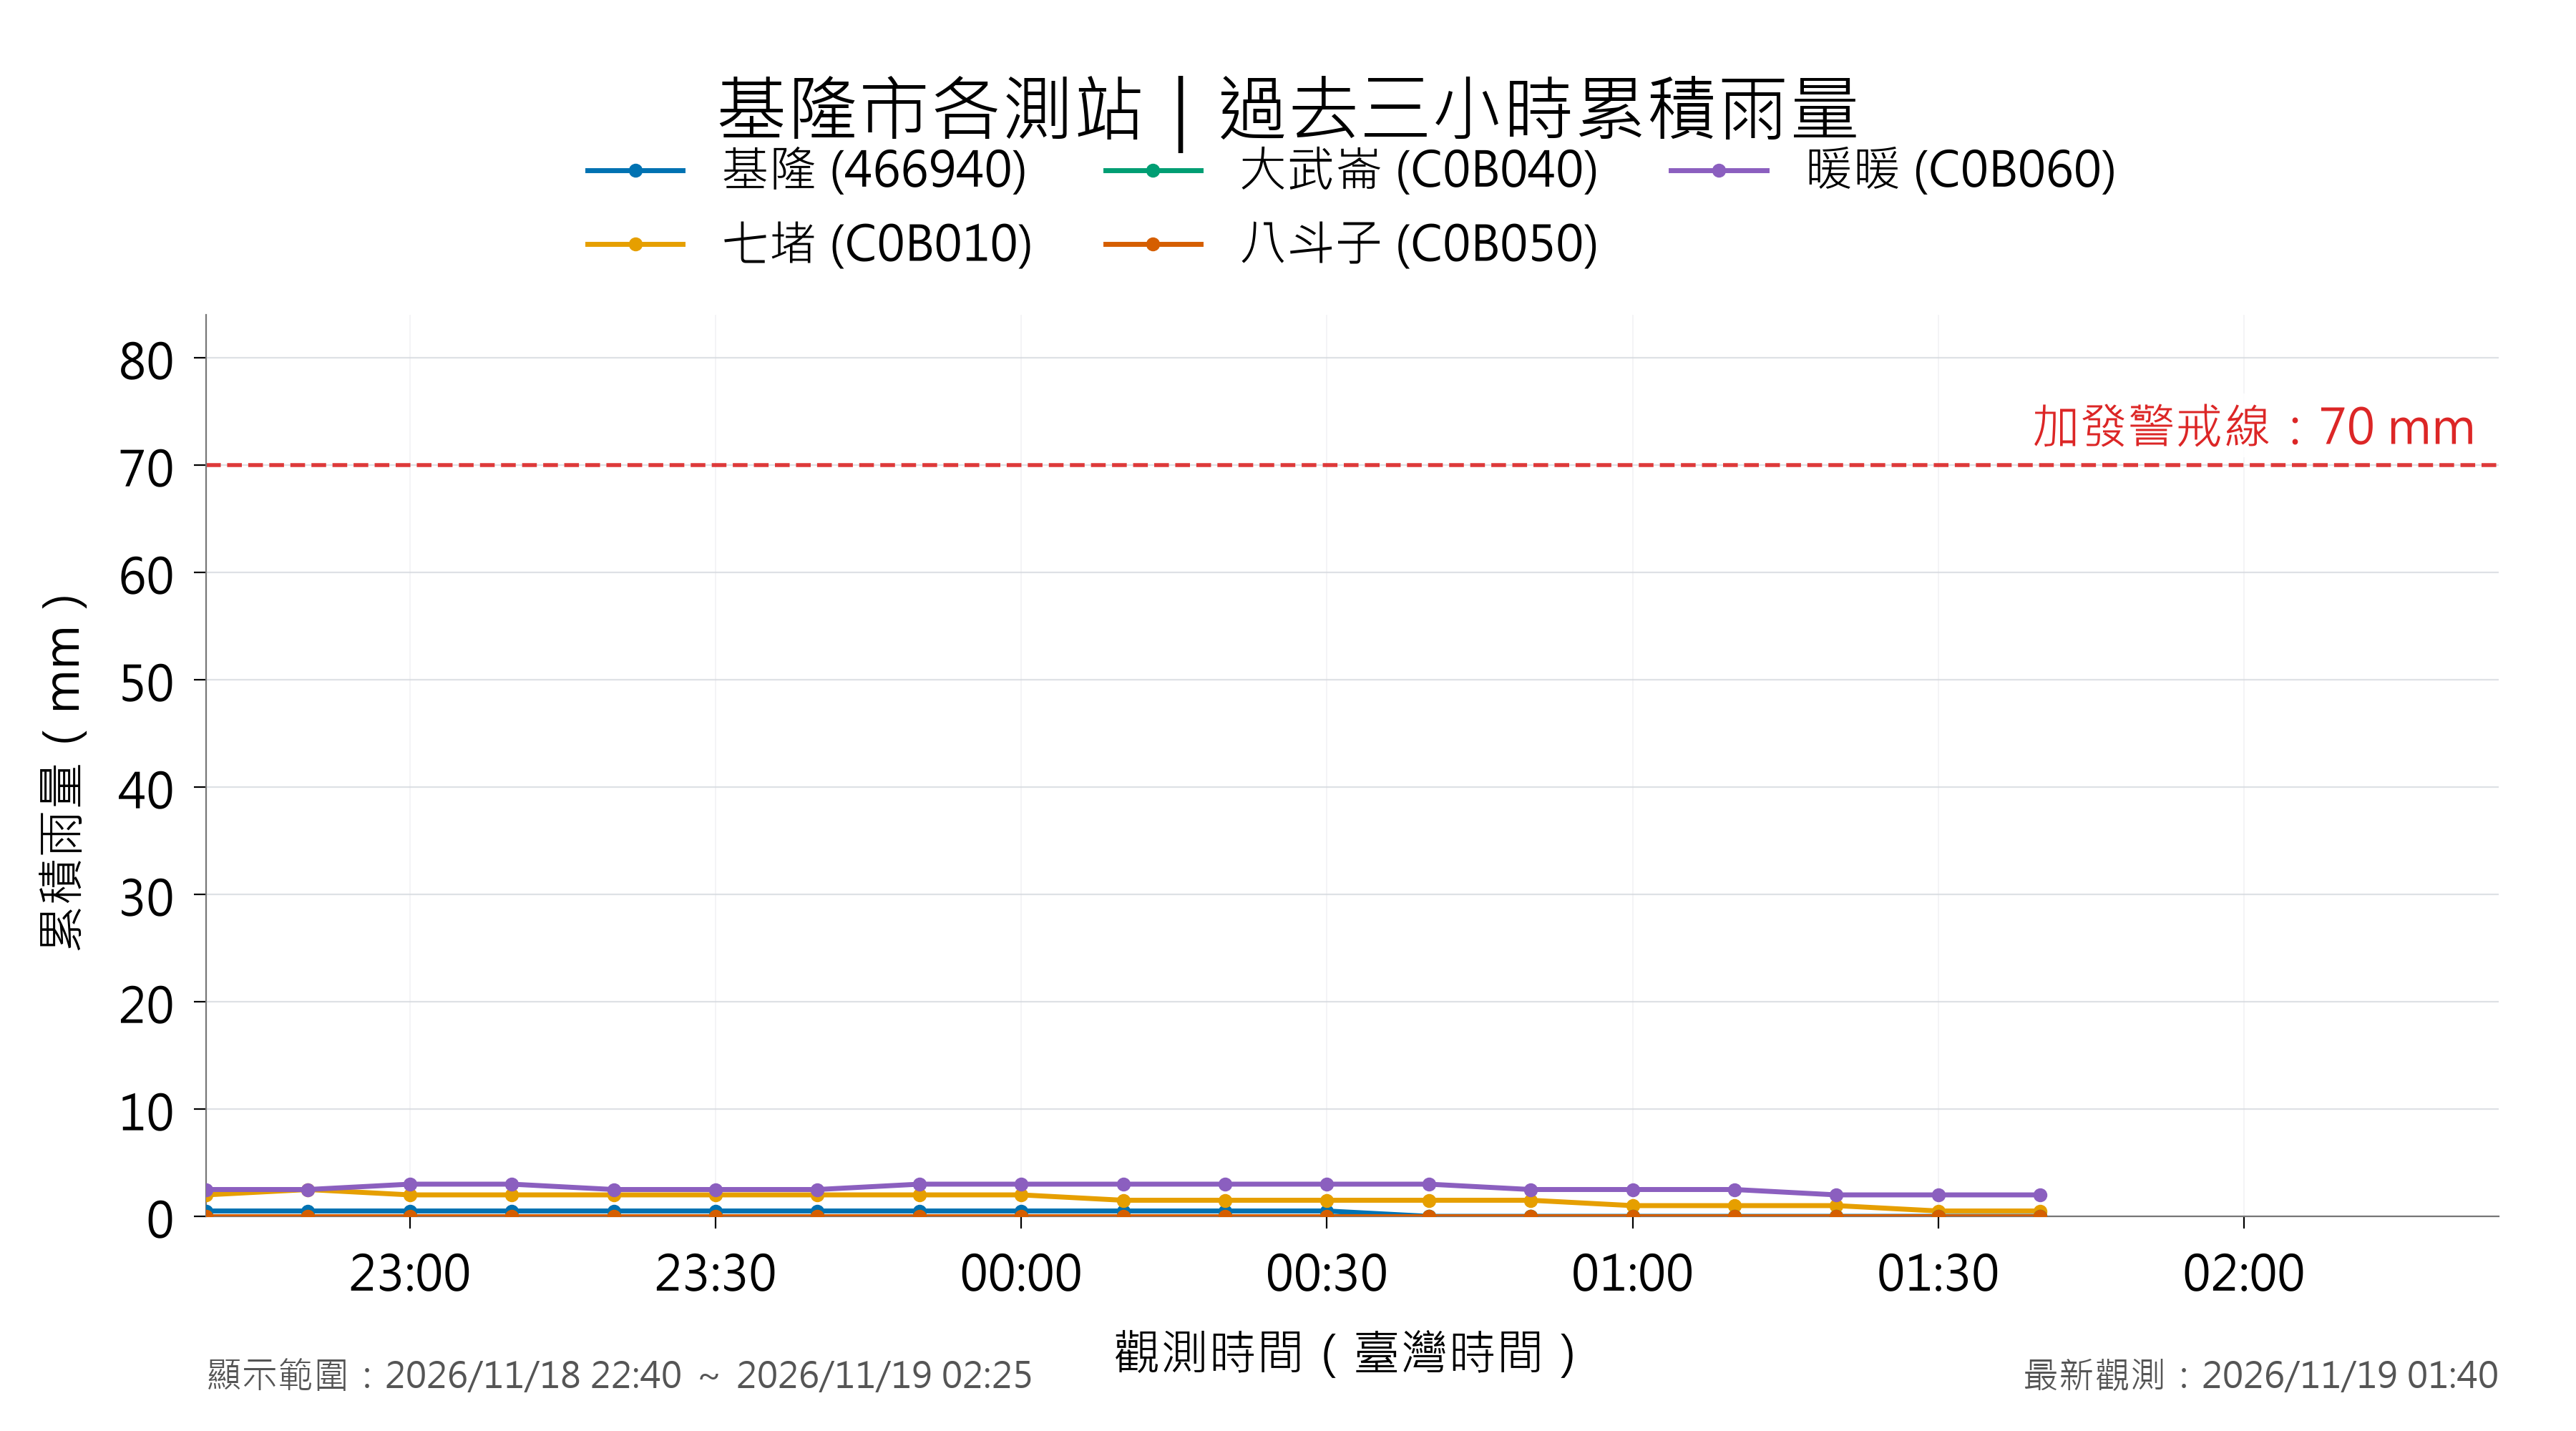 基隆市各測站｜過去三小時累積雨量
基隆 (466940)
大武崙 (C0B040)
暖暖 (C0B060)
七堵 (C0B010)
八斗子 (C0B050)
80
加發警戒線：70 mm
70
60
50
40
30
20
10
0
累積雨量（mm）
23:00
23:30
00:00
00:30
01:00
01:30
02:00
觀測時間（臺灣時間）
顯示範圍：2026/11/18 22:40 ~ 2026/11/19 02:25
最新觀測：2026/11/19 01:40